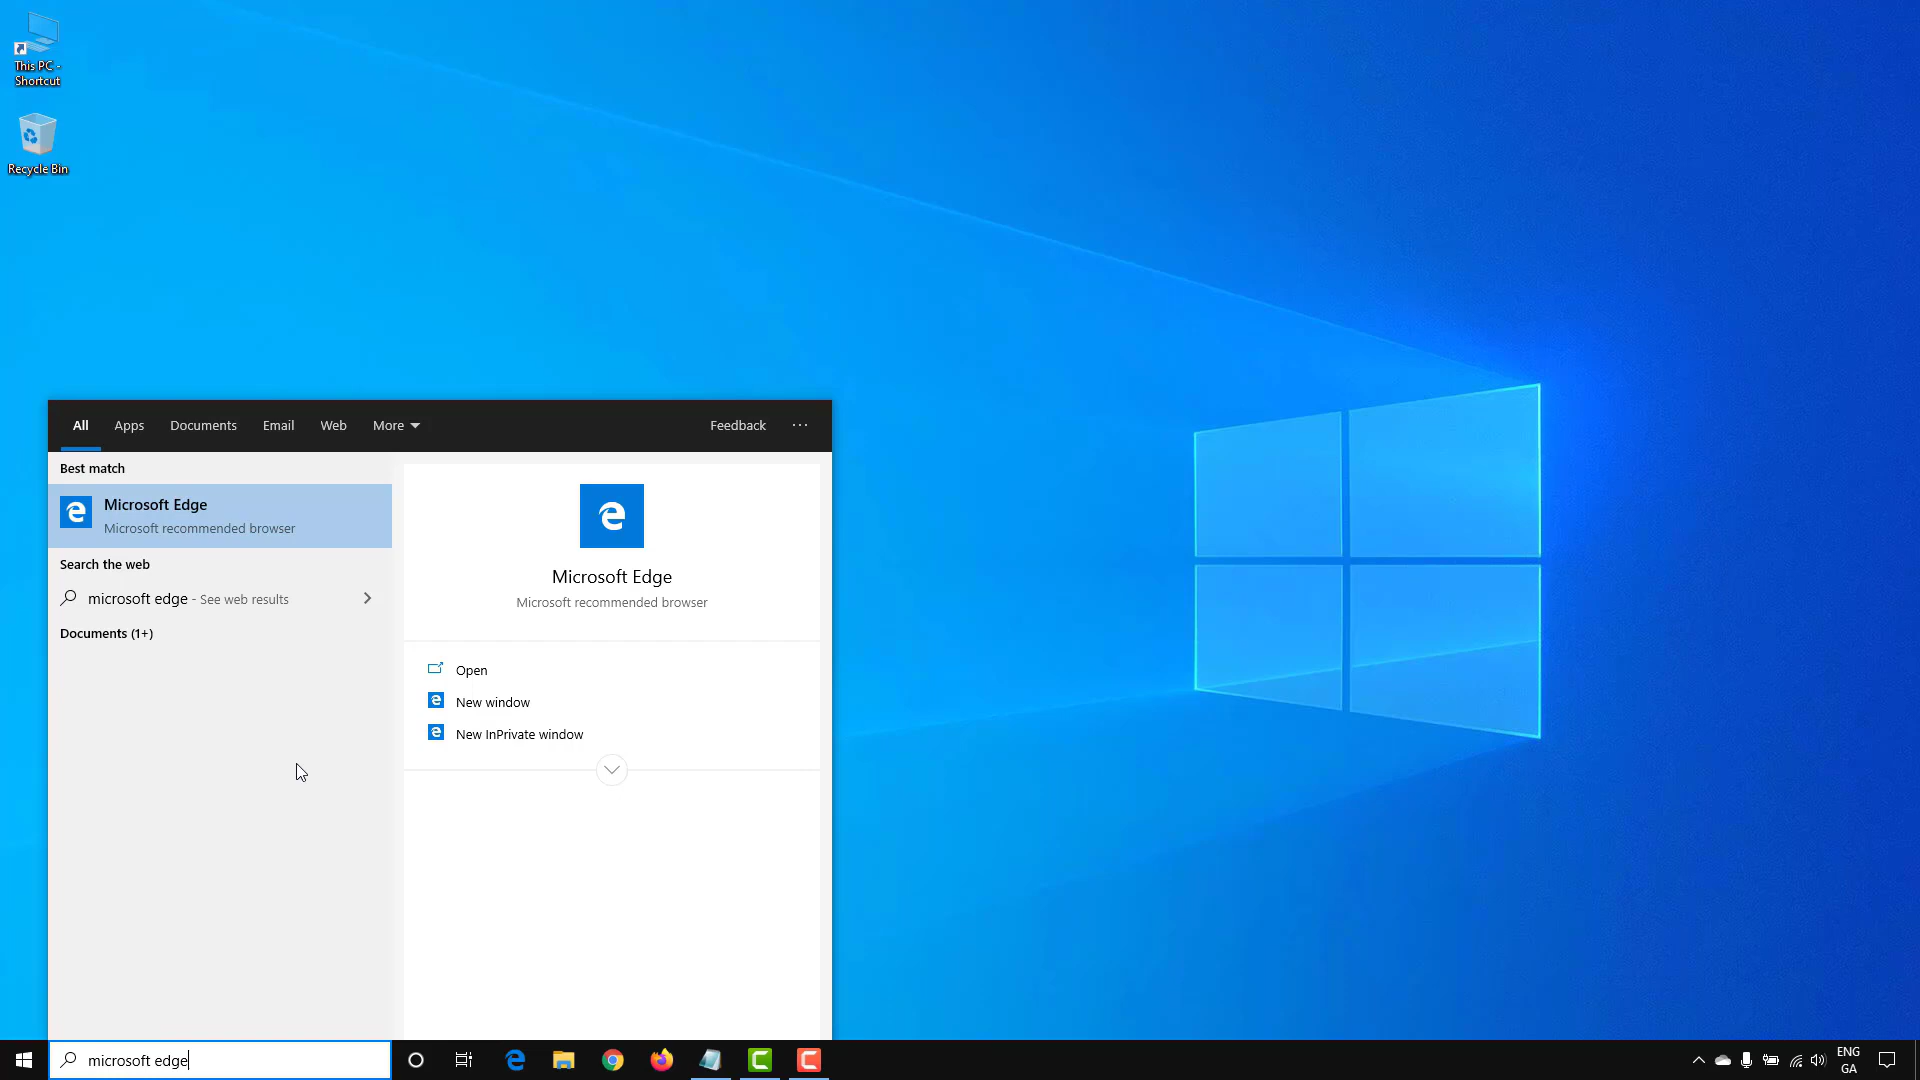 This PC -
Shortcut
Recycle Bin
All Apps Documents Email Web More Feedback ...
Best match
Microsoft Edge
Microsoft recommended browser
Search the web
microsoft edge - See web results
Documents (1+)
Microsoft Edge
Microsoft recommended browser
Open
New window
New InPrivate window
microsoft edge
ENG
GA